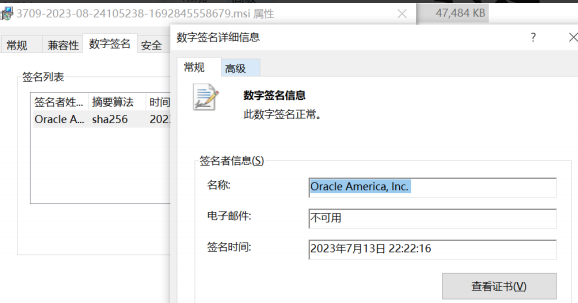 3709-2023-08-24105238-1692845558679.msi 属性
47,484 KB
常规 兼容性 数字签名 安全
签名列表
签名者姓... 摘要算法 时间
Oracle A... sha256 202
数字签名详细信息
常规 高级
数字签名信息
此数字签名正常。
签名者信息(S)
名称: Oracle America, Inc.
电子邮件: 不可用
签名时间: 2023年7月13日 22:22:16
查看证书(V)